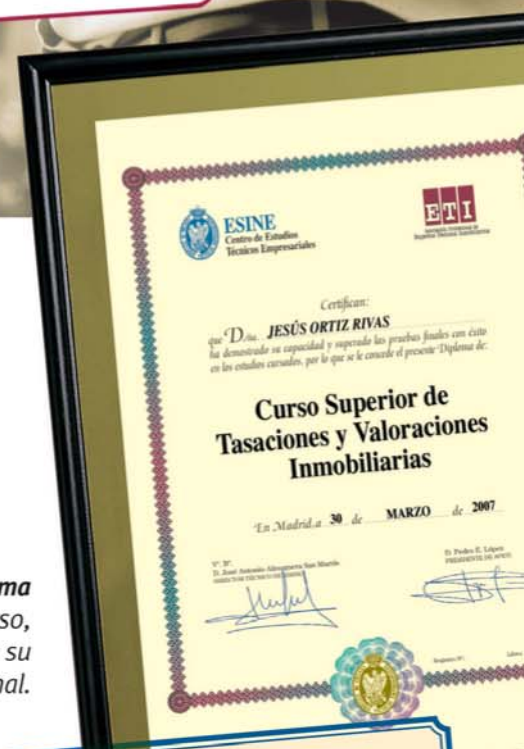 ESINE
Centro de Estudios
Técnicos Empresariales
ETI
Certifican:
que D/ña. JESÚS ORTIZ RIVAS
ha demostrado su capacidad y superado las pruebas finales con éxito
en los estudios cursados, por lo que se le concede el presente Diploma de:
Curso Superior de
Tasaciones y Valoraciones
Inmobiliarias
En Madrid a 30 de MARZO de 2007
Vº. Bº.
D. Pedro E. López
ma
so,
su
nal.